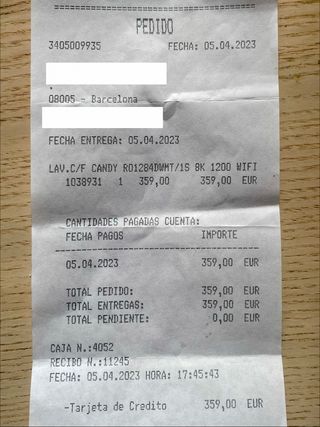 PEDIDO
3405009935 FECHA: 05.04.2023
08005 - Barcelona
FECHA ENTREGA: 05.04.2023
LAV.C/F CANDY RO1284DWMT/1S 8K 1200 WIFI
1038931 1 359,00 359,00 EUR
CANTIDADES PAGADAS CUENTA:
FECHA PAGOS IMPORTE
05.04.2023 359,00 EUR
TOTAL PEDIDO: 359,00 EUR
TOTAL ENTREGAS: 359,00 EUR
TOTAL PENDIENTE: 0,00 EUR
CAJA N.:4052
RECIBO N.:11245
FECHA: 05.04.2023 HORA: 17:45:43
-Tarjeta de Credito 359,00 EUR